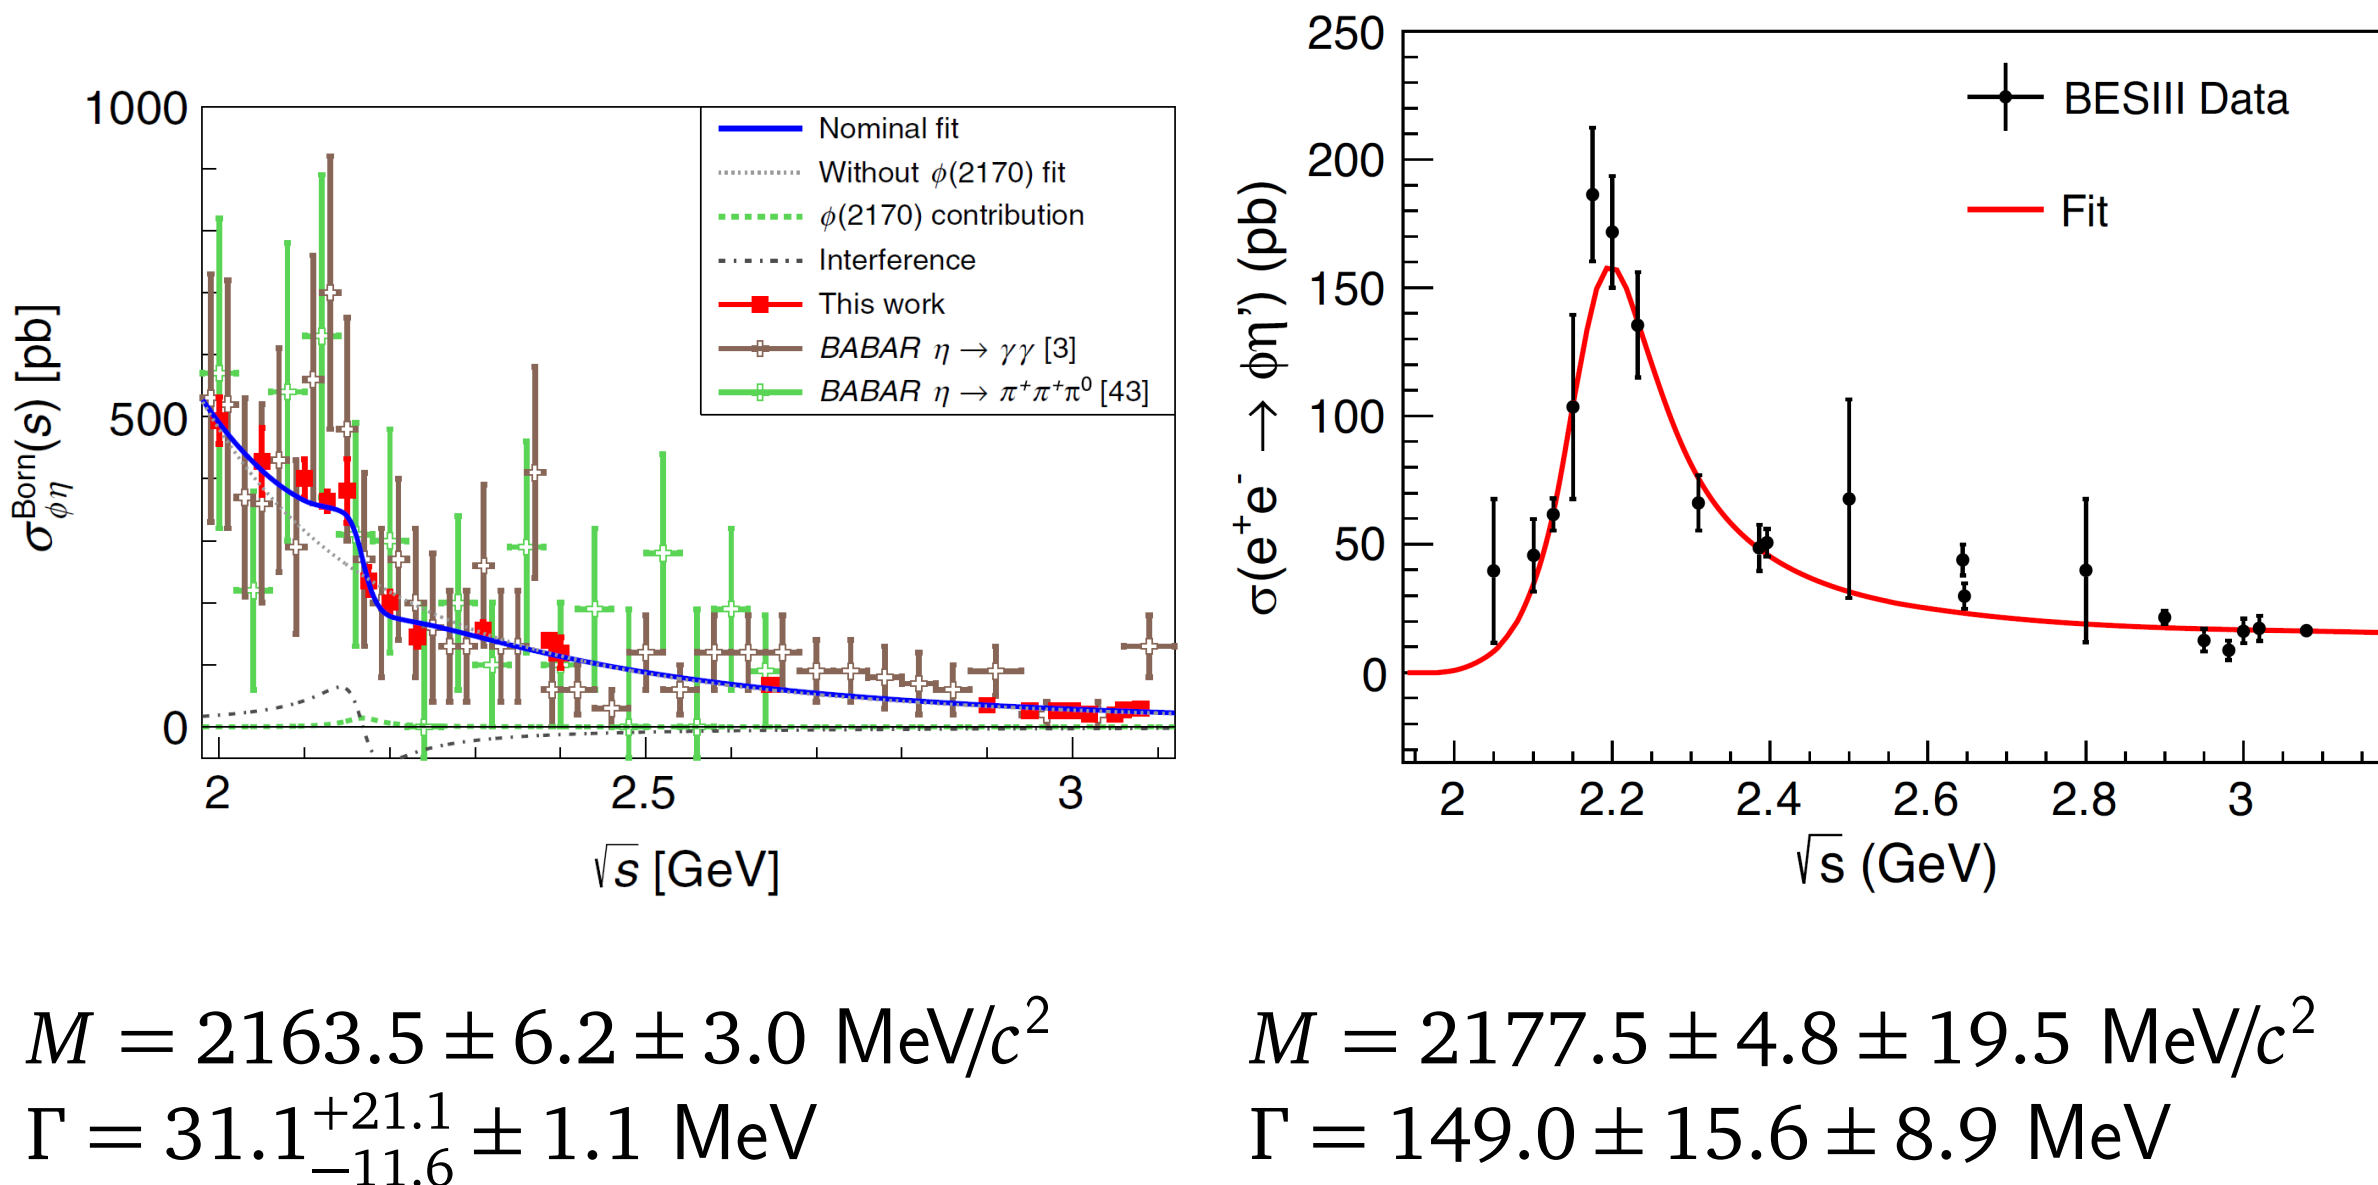 1000
500
0
2
2.5
3
σ^Born_ϕη(s) [pb]
√s [GeV]
Nominal fit
Without ϕ(2170) fit
ϕ(2170) contribution
Interference
This work
BABAR η → γγ [3]
BABAR η → π⁺π⁺π⁰ [43]
250
200
150
100
50
0
2
2.2
2.4
2.6
2.8
3
σ(e⁺e⁻ → ϕη’) (pb)
√s (GeV)
BESIII Data
Fit
M = 2163.5 ± 6.2 ± 3.0 MeV/c²
Γ = 31.1 +21.1 −11.6 ± 1.1 MeV
M = 2177.5 ± 4.8 ± 19.5 MeV/c²
Γ = 149.0 ± 15.6 ± 8.9 MeV